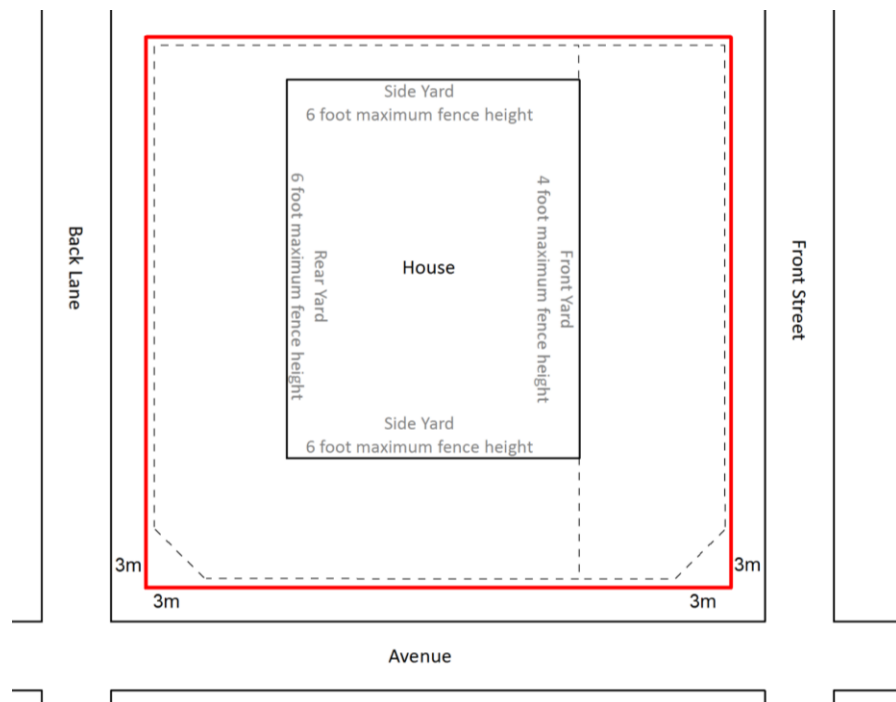 Side Yard
6 foot maximum fence height
Back Lane
6 foot maximum fence height
Rear Yard
House
4 foot maximum fence height
Front Yard
Front Street
Side Yard
6 foot maximum fence height
3m
3m
3m
3m
Avenue